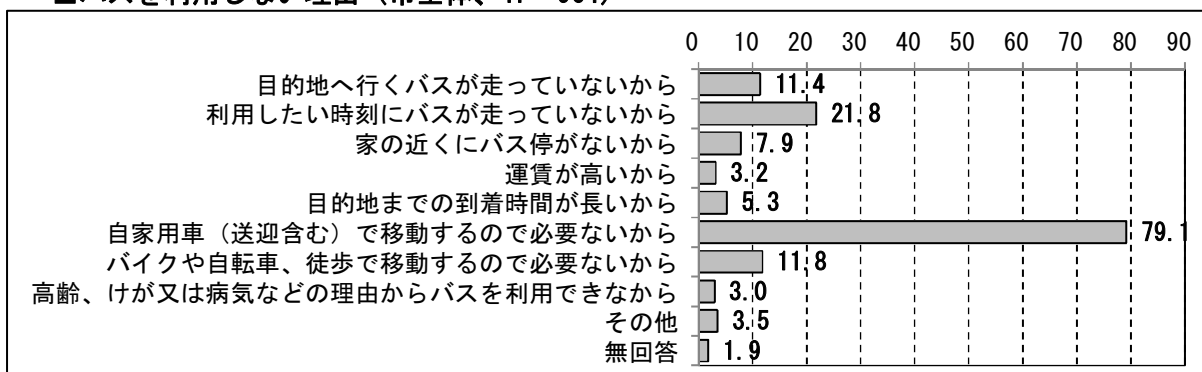 0 10 20 30 40 50 60 70 80 90
目的地へ行くバスが走っていないから 11.4
利用したい時刻にバスが走っていないから 21.8
家の近くにバス停がないから 7.9
運賃が高いから 3.2
目的地までの到着時間が長いから 5.3
自家用車（送迎含む）で移動するので必要ないから 79.1
バイクや自転車、徒歩で移動するので必要ないから 11.8
高齢、けが又は病気などの理由からバスを利用できなから 3.0
その他 3.5
無回答 1.9